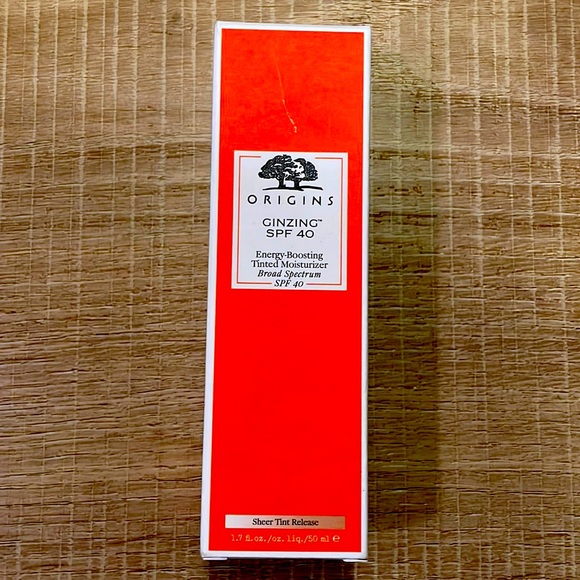 ORIGINS
GINZING™
SPF 40
Energy-Boosting
Tinted Moisturizer
Broad Spectrum
SPF 40
Sheer Tint Release
1.7 fl.oz./oz. liq./50 ml ℮